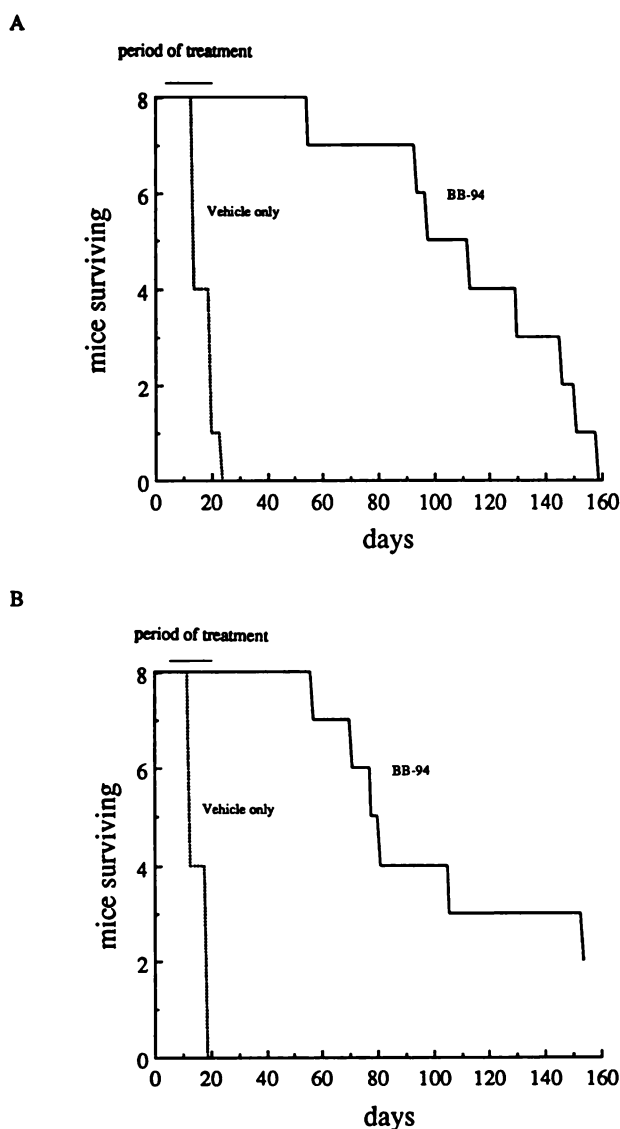 A
period of treatment
8
6
4
2
0
mice surviving
Vehicle only
BB-94
0 20 40 60 80 100 120 140 160
days
B
period of treatment
8
6
4
2
0
mice surviving
Vehicle only
BB-94
0 20 40 60 80 100 120 140 160
days